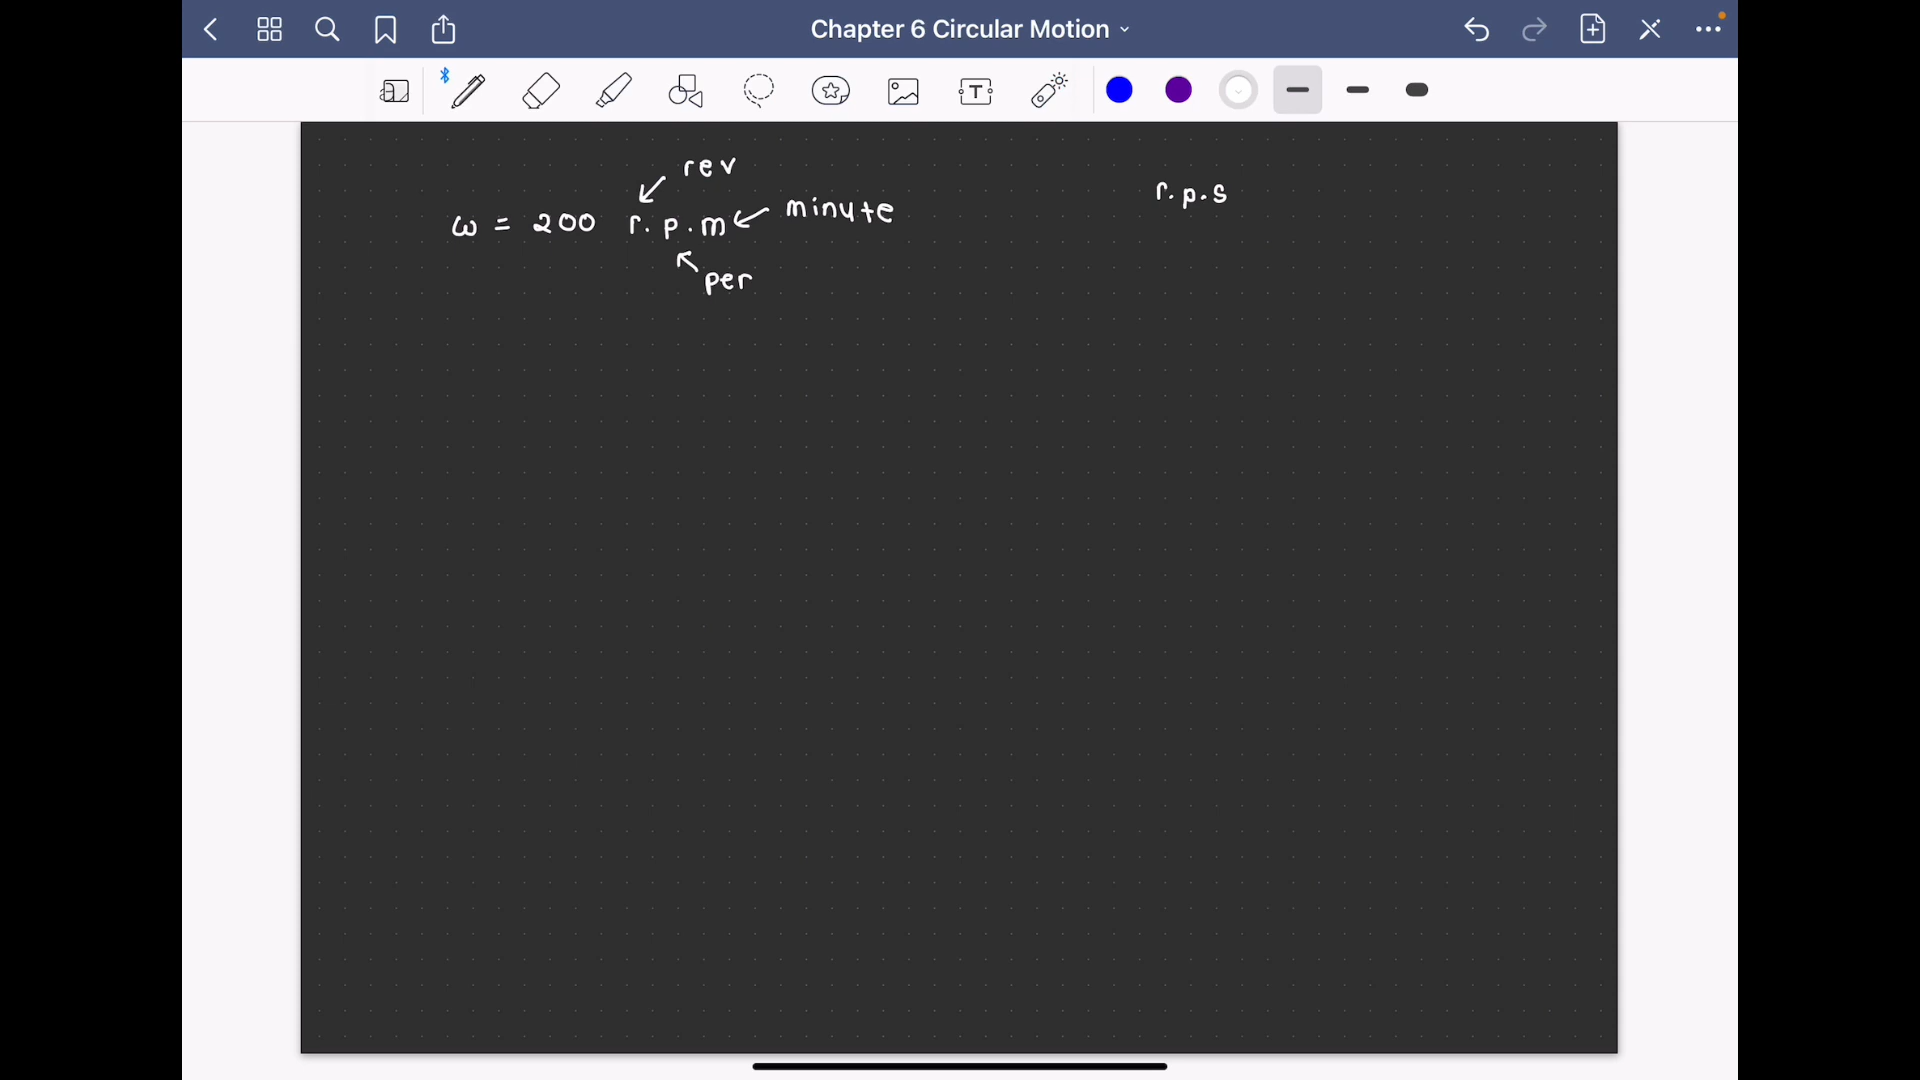 Chapter 6 Circular Motion
T
rev
r.p.s
ω = 200 r.p.m minute
per